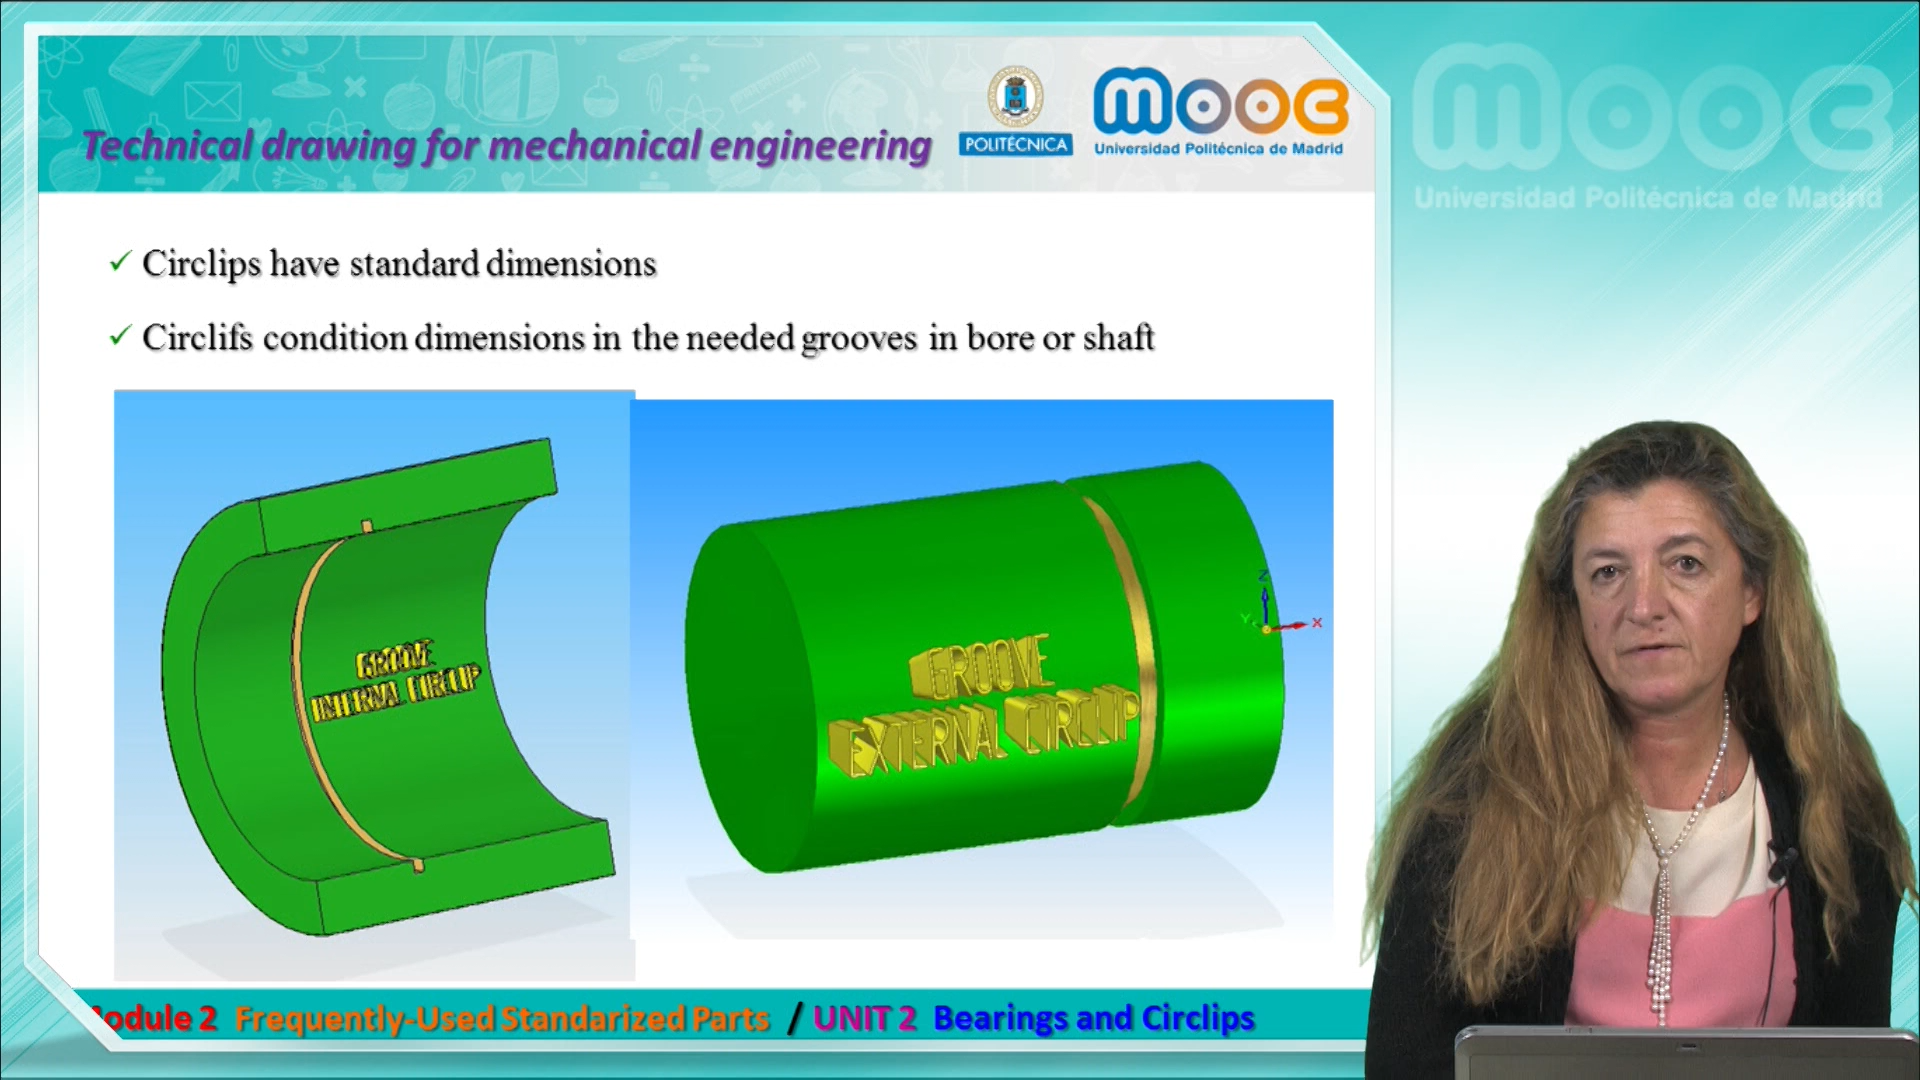 Technical drawing for mechanical engineering
POLITÉCNICA
mooc
Universidad Politécnica de Madrid
mooc
Universidad Politécnica de Madrid
✓ Circlips have standard dimensions
✓ Circlifs condition dimensions in the needed grooves in bore or shaft
GROOVE
INTERNAL CIRCLIP
GROOVE
EXTERNAL CIRCLIP
Z
Y
X
odule 2 Frequently-Used Standarized Parts / UNIT 2 Bearings and Circlips